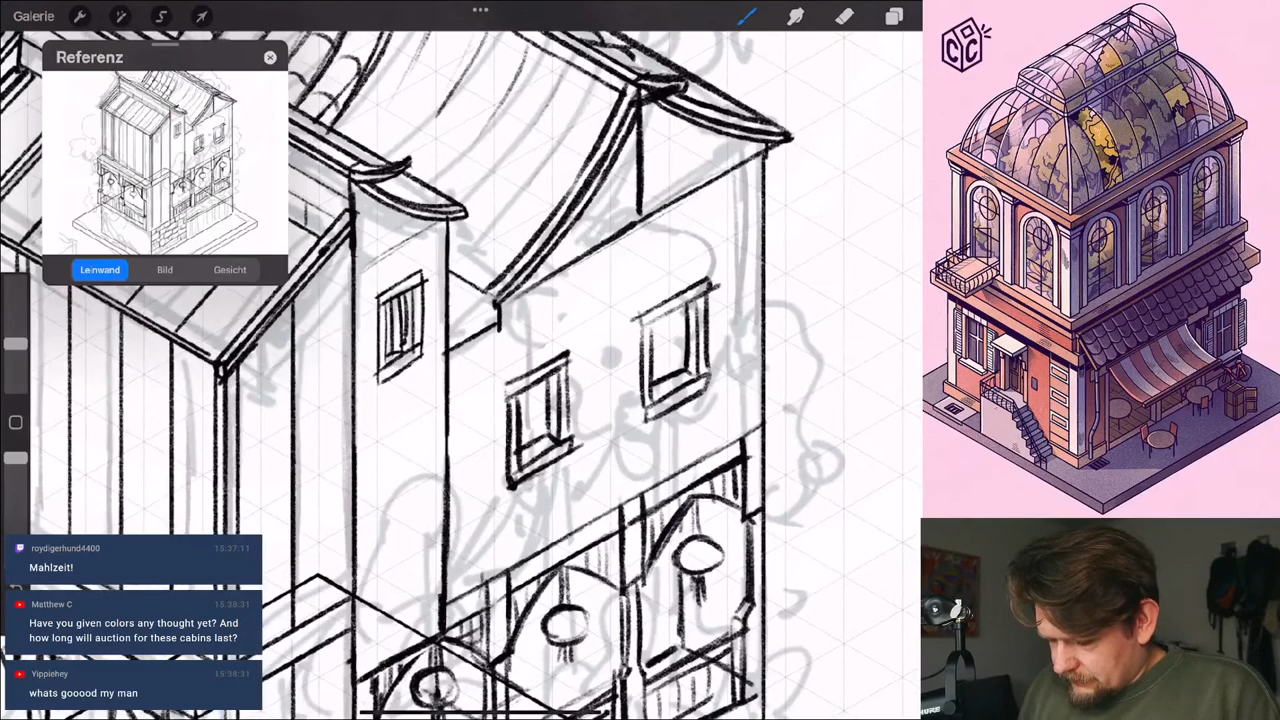 Galerie
Referenz
Leinwand
Bild
Gesicht
CC
roydigerhund4400
15:37:11
Mahlzeit!
Matthew C
15:38:31
Have you given colors any thought yet? And
how long will auction for these cabins last?
Yippiehey
15:38:31
whats gooood my man